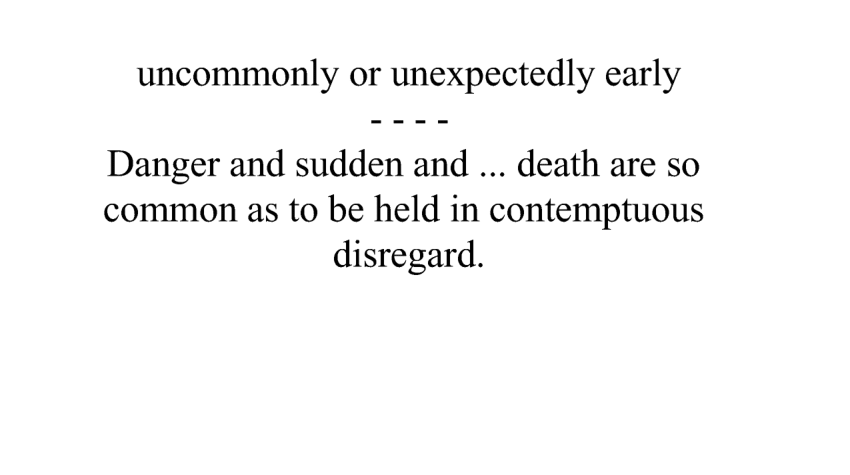 uncommonly or unexpectedly early
- - - -
Danger and sudden and ... death are so
common as to be held in contemptuous
disregard.